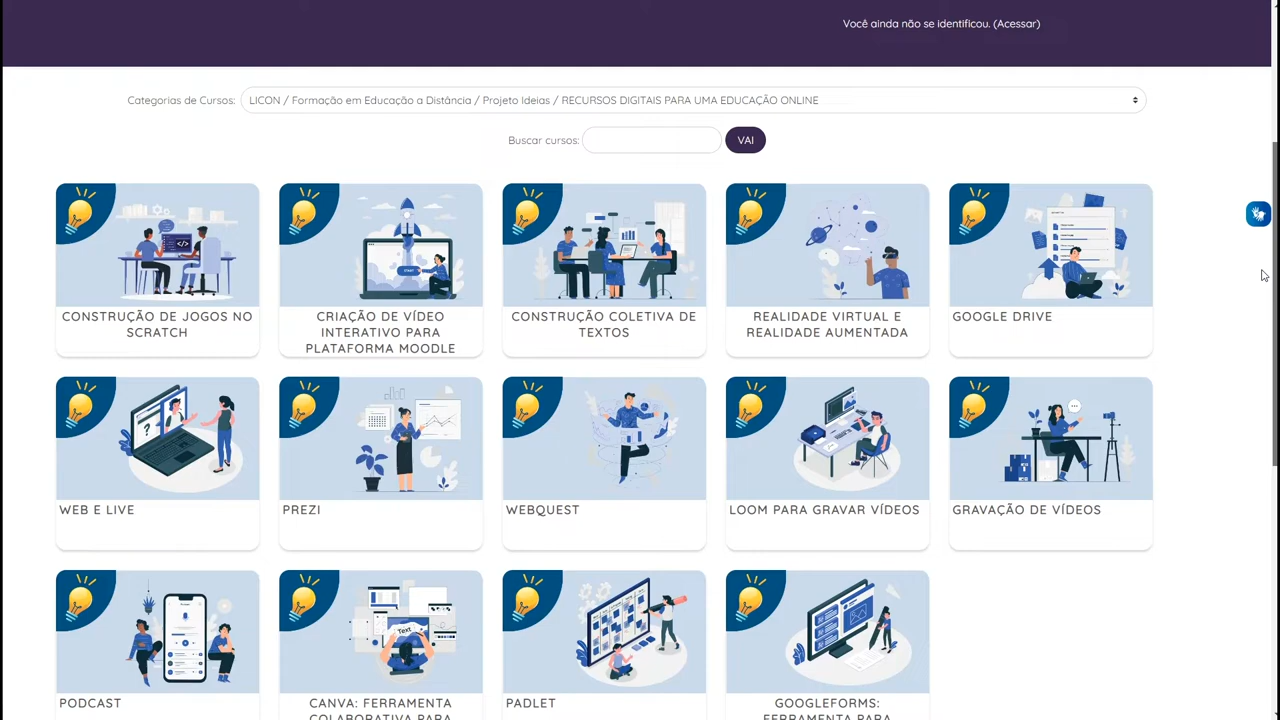 Você ainda não se identificou. (Acessar)
Categorias de Cursos: LICON / Formação em Educação a Distância / Projeto Ideias / RECURSOS DIGITAIS PARA UMA EDUCAÇÃO ONLINE
Buscar cursos: VAI
CONSTRUÇÃO DE JOGOS NO
SCRATCH
CRIAÇÃO DE VÍDEO
INTERATIVO PARA
PLATAFORMA MOODLE
CONSTRUÇÃO COLETIVA DE
TEXTOS
REALIDADE VIRTUAL E
REALIDADE AUMENTADA
GOOGLE DRIVE
WEB E LIVE
PREZI
WEBQUEST
LOOM PARA GRAVAR VÍDEOS
GRAVAÇÃO DE VÍDEOS
PODCAST
Text
CANVA: FERRAMENTA
COLABORATIVA PARA
PADLET
GOOGLEFORMS:
FERRAMENTA PARA